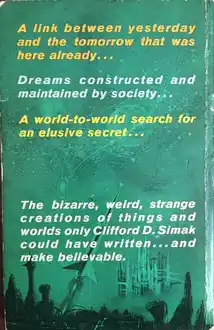 A link between yesterday
and the tomorrow that was
here already...
Dreams constructed and
maintained by society...
A world-to-world search for
an elusive secret...
The bizarre, weird, strange
creations of things and
worlds only Clifford D. Simak
could have written...and
make believable.